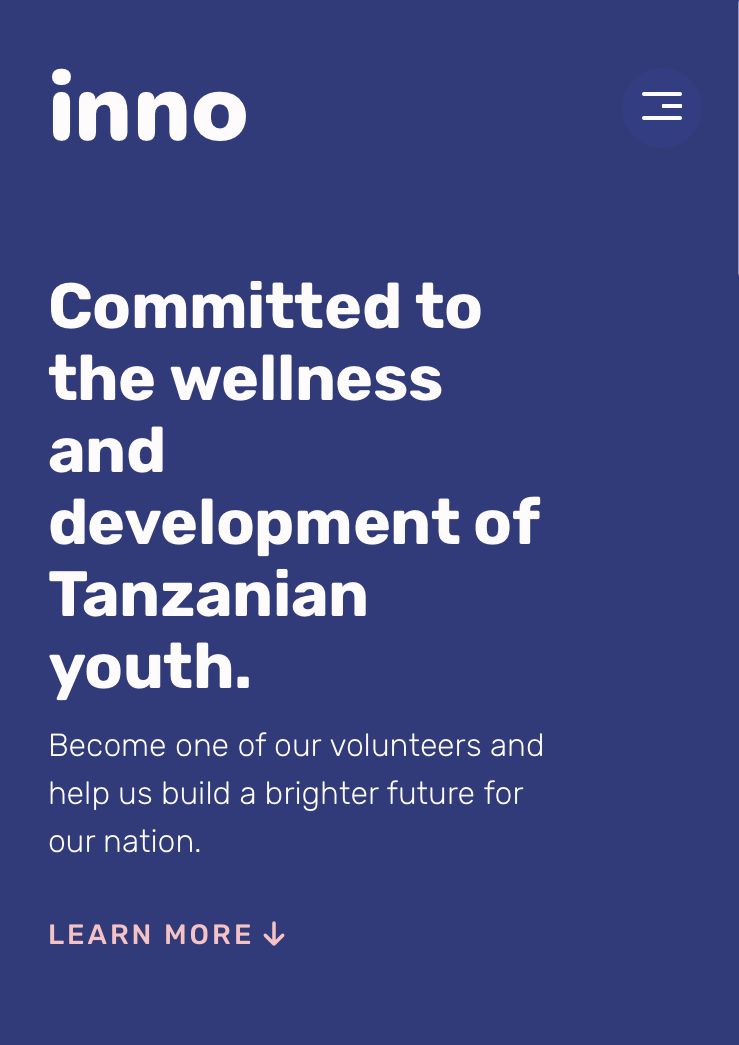 inno
Committed to
the wellness
and
development of
Tanzanian
youth.
Become one of our volunteers and
help us build a brighter future for
our nation.
LEARN MORE ↓